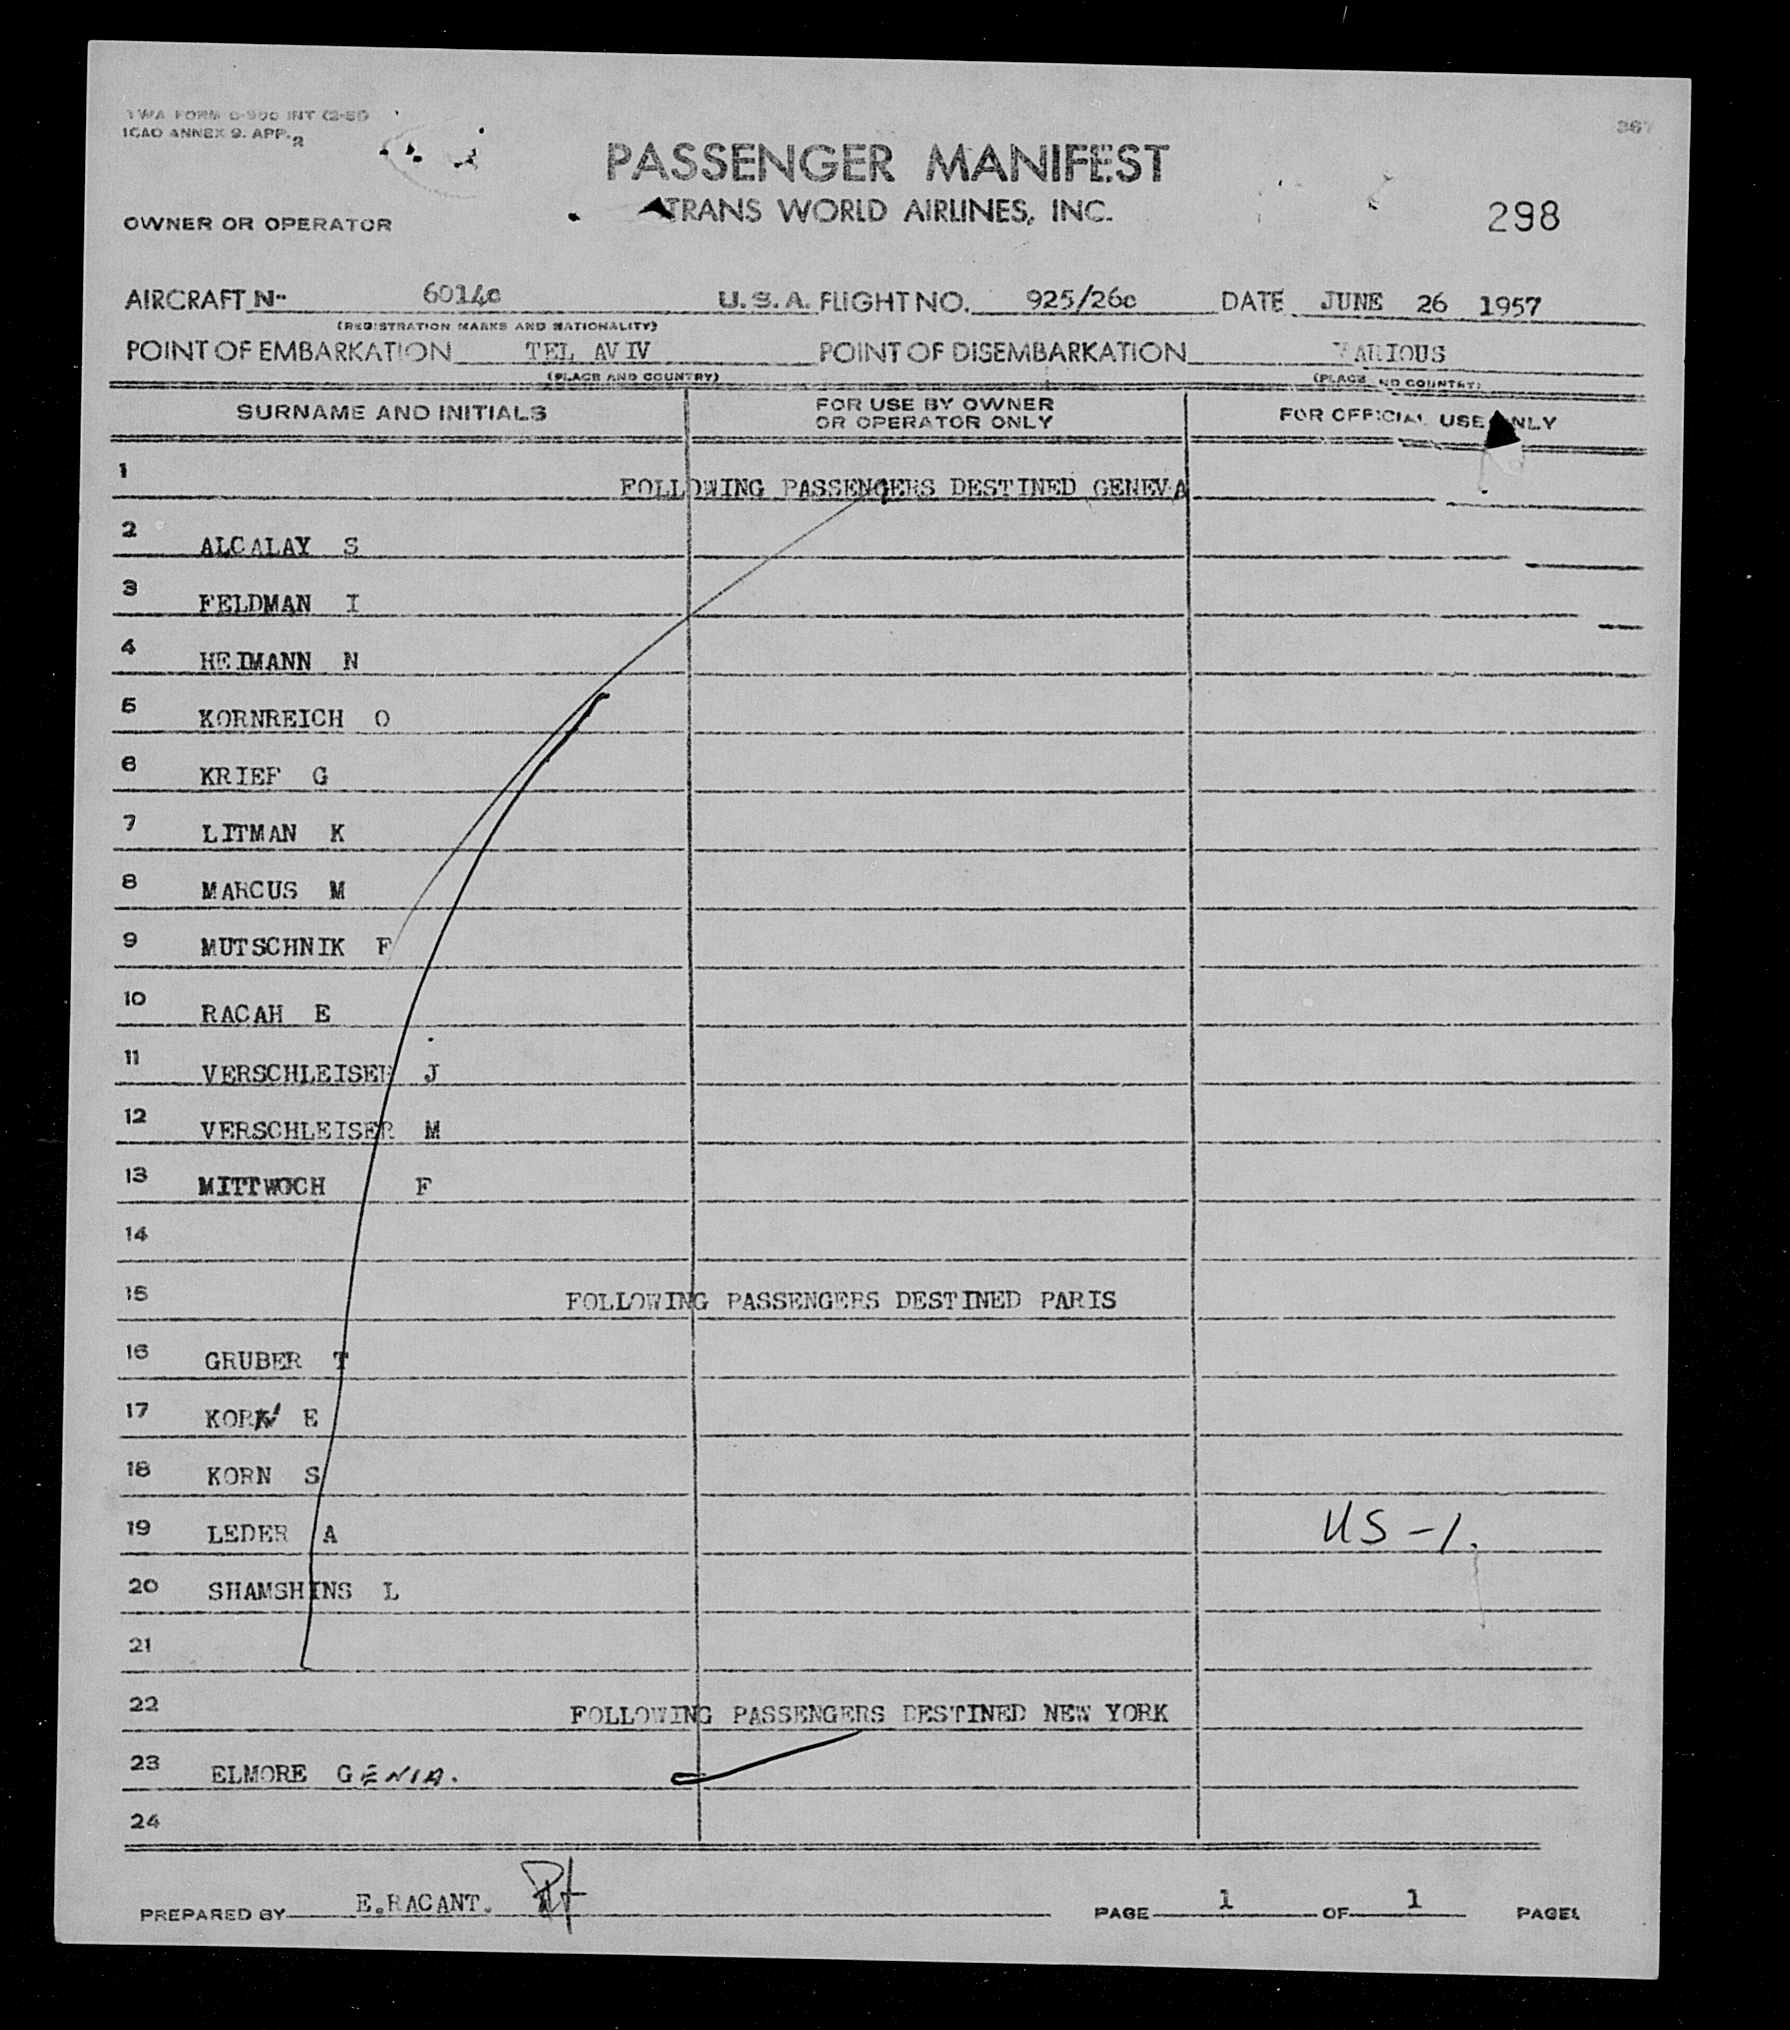 TWA FORM INT
367
ICAO ANNEX 9. APP. 2
PASSENGER MANIFEST
TRANS WORLD AIRLINES, INC.
298
OWNER OR OPERATOR
AIRCRAFT N- 6014c U. S. A. FLIGHT NO. 925/26c DATE JUNE 26 1957
(REGISTRATION MARKS AND NATIONALITY)
POINT OF EMBARKATION TEL AVIV POINT OF DISEMBARKATION VARIOUS
(PLACE AND COUNTRY) (PLACE AND COUNTRY)
SURNAME AND INITIALS FOR USE BY OWNER OR OPERATOR ONLY FOR OFFICIAL USE ONLY
1 FOLLOWING PASSENGERS DESTINED GENEVA
2 ALCALAY S
3 FELDMAN I
4 HEIMANN N
5 KORNREICH O
6 KRIEF G
7 LITMAN K
8 MARCUS M
9 MUTSCHNIK F
10 RACAH E
11 VERSCHLEISER J
12 VERSCHLEISER M
13 MITTWOCH F
14
15 FOLLOWING PASSENGERS DESTINED PARIS
16 GRUBER T
17 KORN E
18 KORN S
19 LEDER A US-1.
20 SHAMSHINS L
21
22 FOLLOWING PASSENGERS DESTINED NEW YORK
23 ELMORE GENIA.
24
PREPARED BY E.RACANT. PAGE 1 OF 1 PAGES